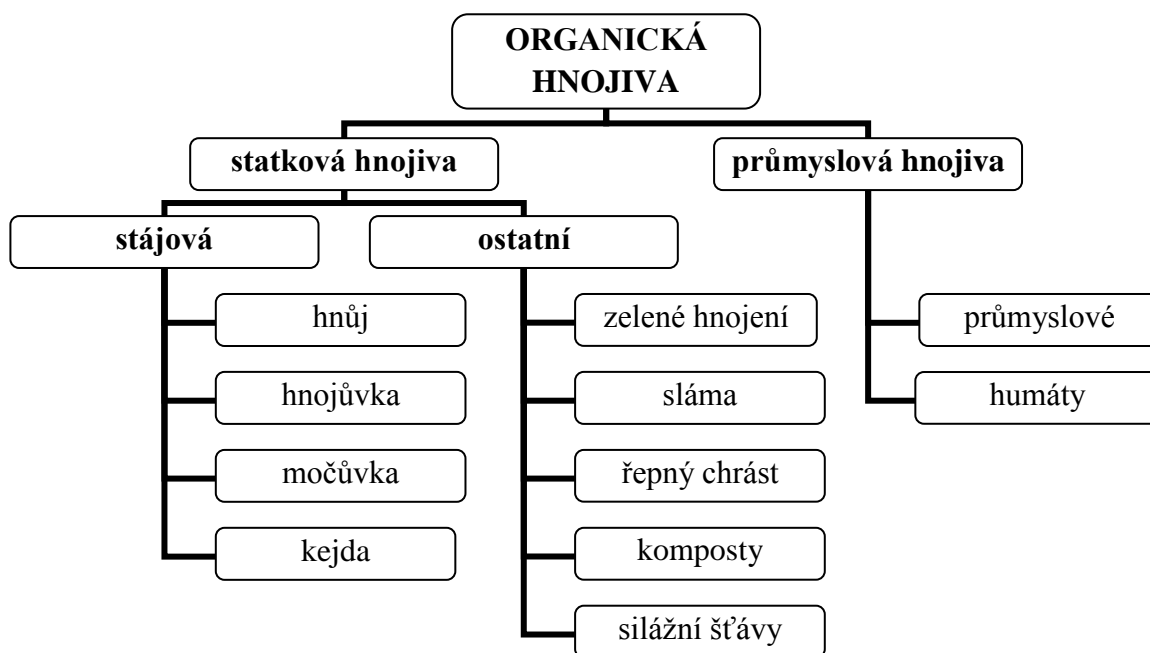 ORGANICKÁ
HNOJIVA
statková hnojiva
průmyslová hnojiva
stájová
ostatní
hnůj
zelené hnojení
průmyslové
hnojůvka
sláma
humáty
močůvka
řepný chrást
kejda
komposty
silážní šťávy